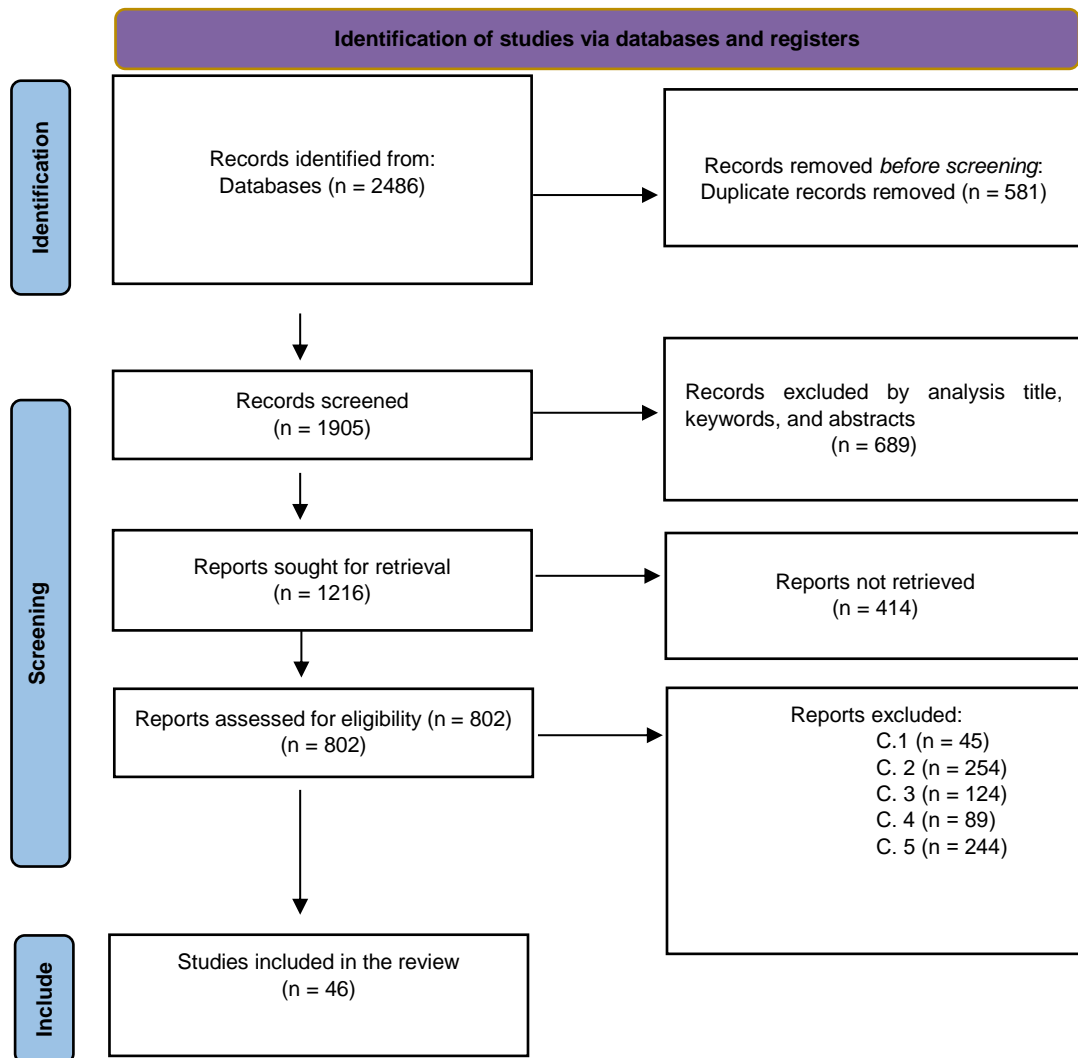 Identification of studies via databases and registers
Identification
Records identified from:
Databases (n = 2486)
Records removed before screening:
Duplicate records removed (n = 581)
Screening
Records screened
(n = 1905)
Records excluded by analysis title,
keywords, and abstracts
(n = 689)
Reports sought for retrieval
(n = 1216)
Reports not retrieved
(n = 414)
Reports assessed for eligibility (n = 802)
(n = 802)
Reports excluded:
C.1 (n = 45)
C. 2 (n = 254)
C. 3 (n = 124)
C. 4 (n = 89)
C. 5 (n = 244)
Include
Studies included in the review
(n = 46)